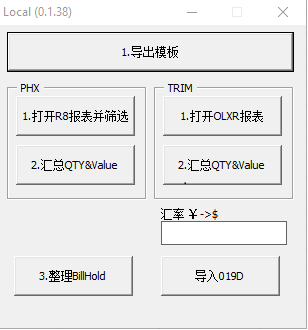 Local (0.1.38)
1.导出模板
PHX
TRIM
1.打开R8报表并筛选
1.打开OLXR报表
2.汇总QTY&Value
2.汇总QTY&Value
汇率￥->$
3.整理BillHold
导入019D